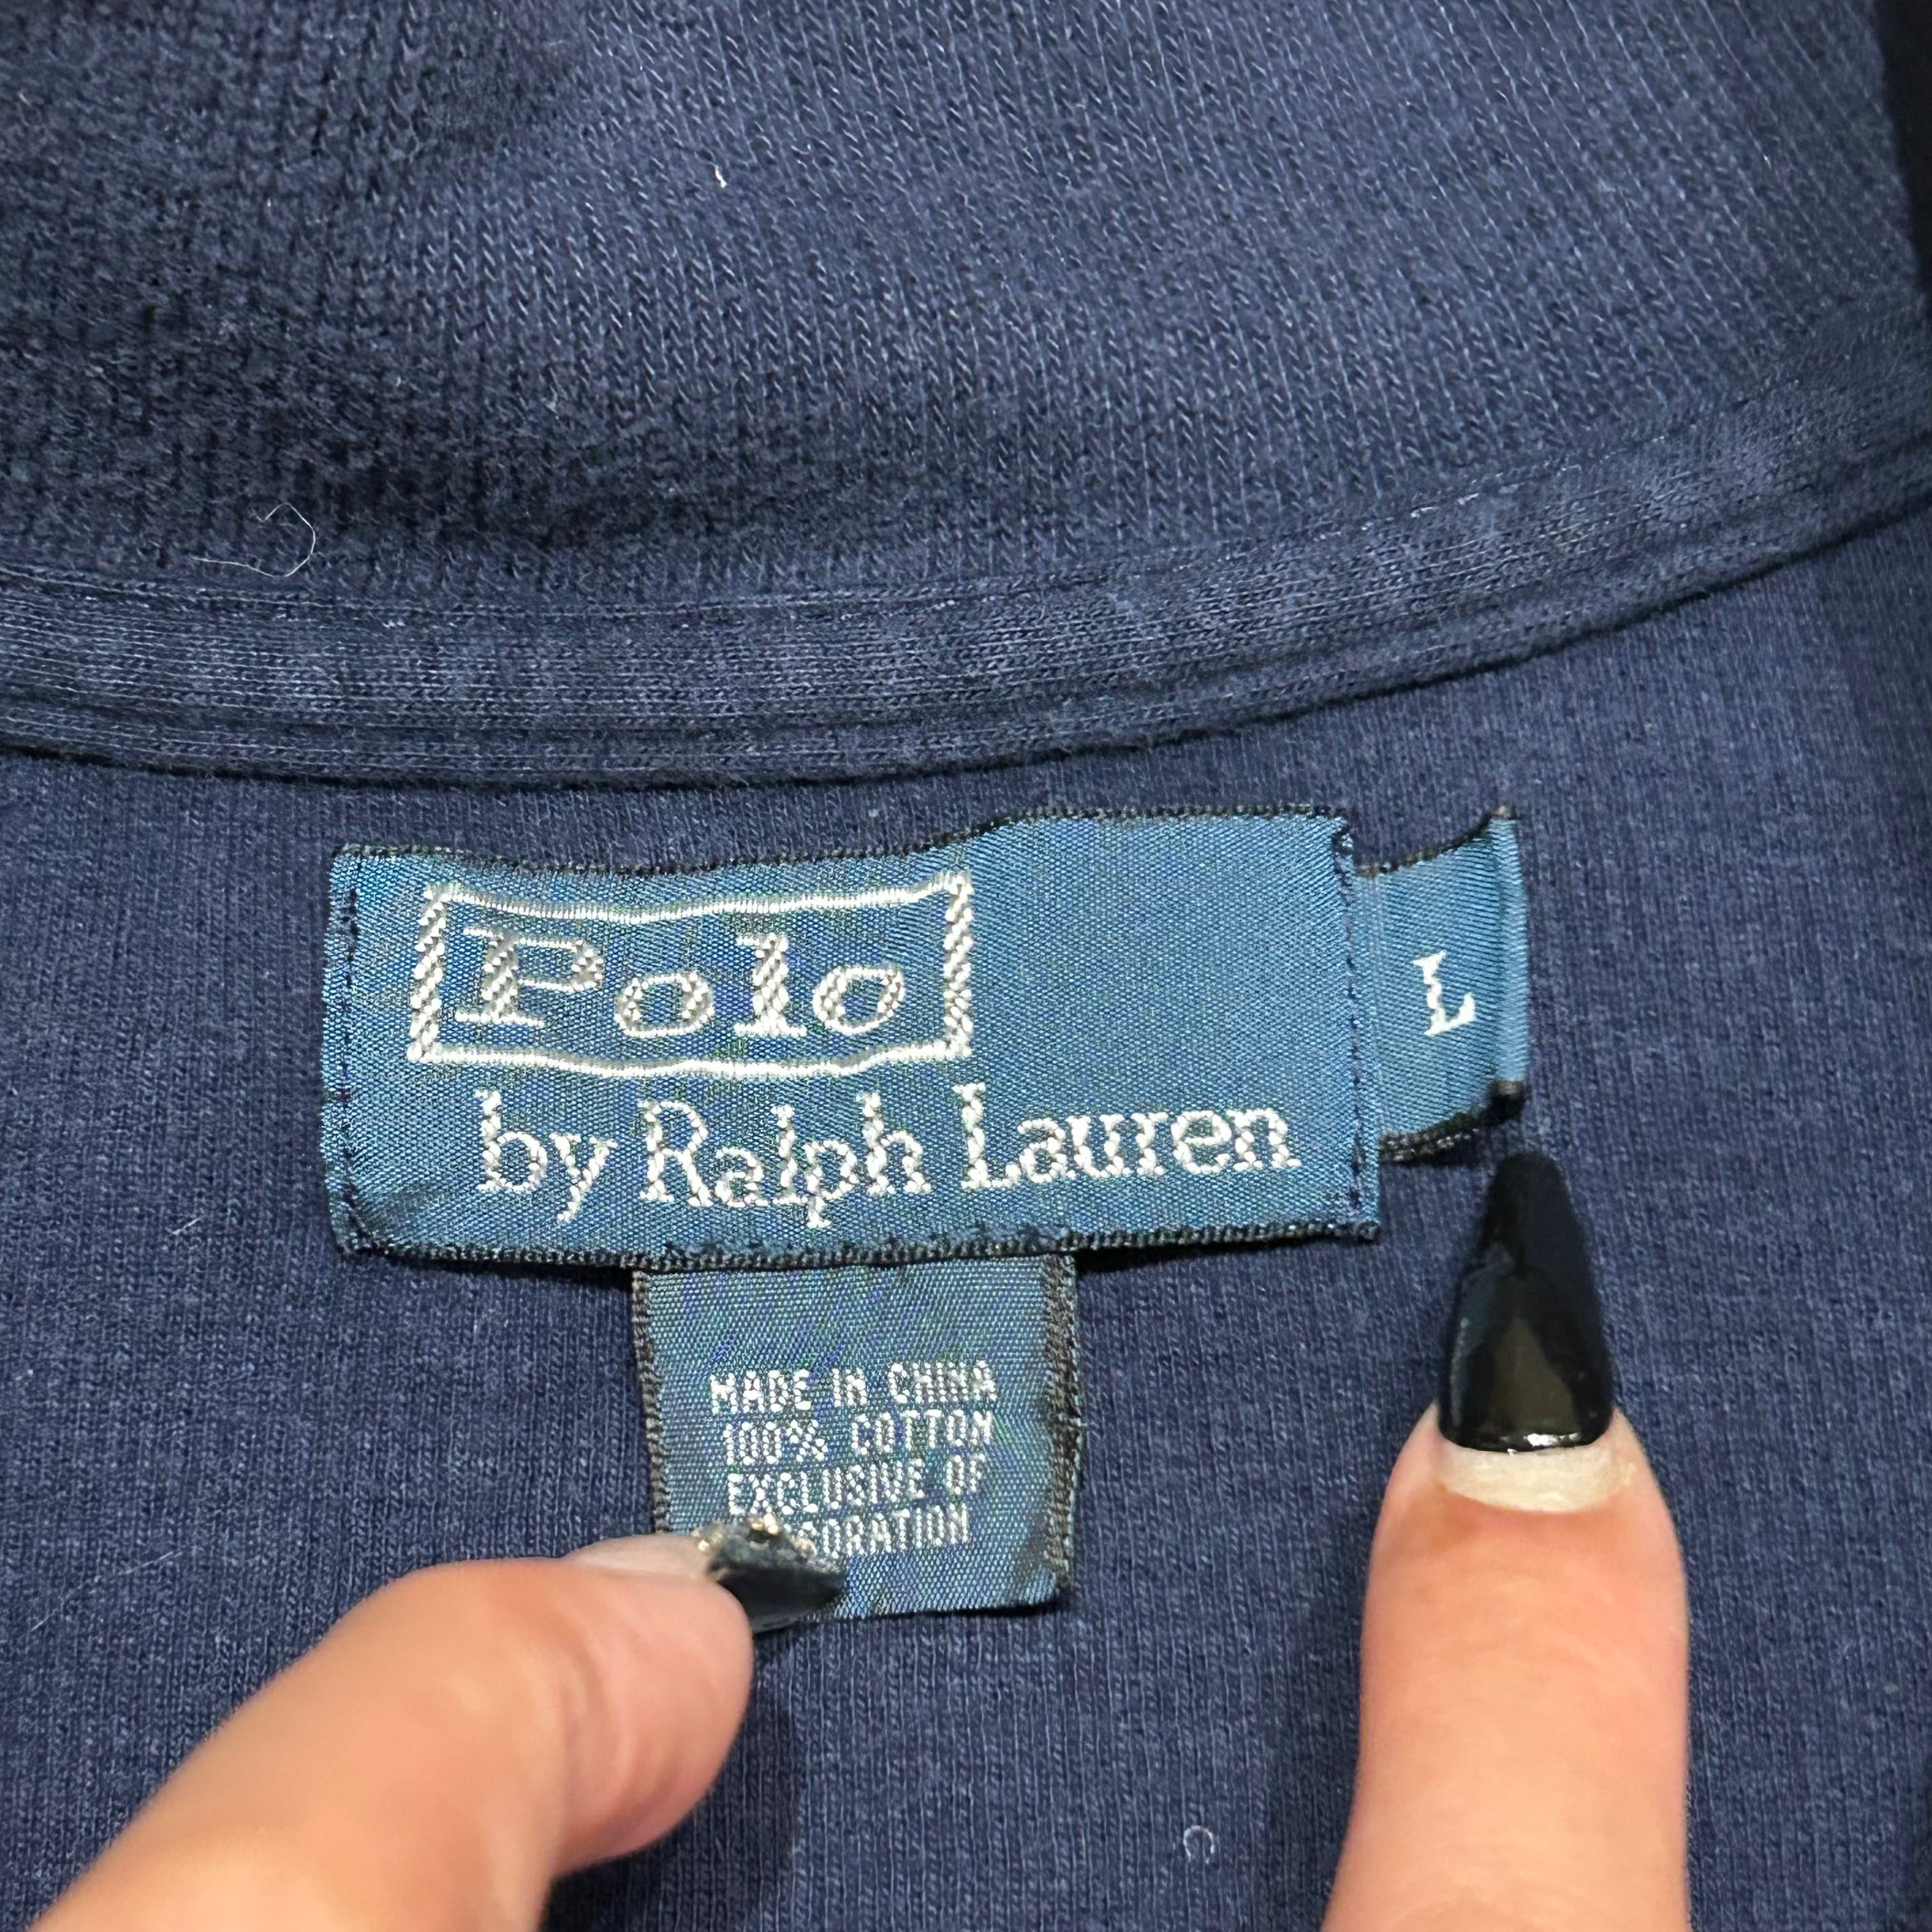 Polo
by Ralph Lauren
L
MADE IN CHINA
100% COTTON
EXCLUSIVE OF